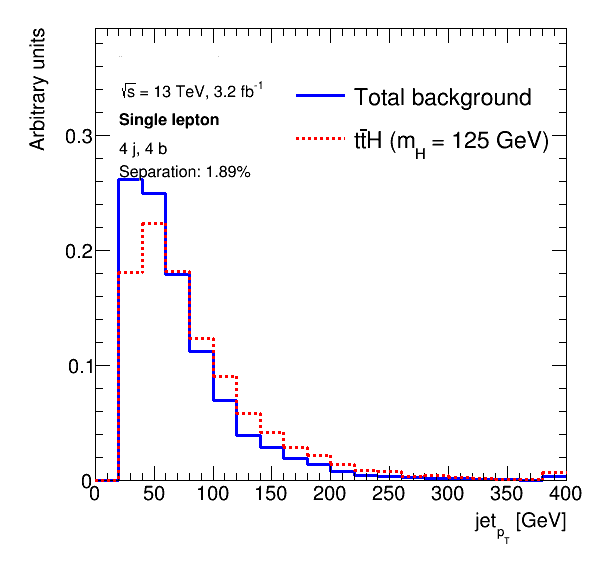 Arbitrary units
√s = 13 TeV, 3.2 fb⁻¹
Single lepton
4 j, 4 b
Separation: 1.89%
Total background
tt̄H (m_H = 125 GeV)
0.3
0.2
0.1
0
0 50 100 150 200 250 300 350 400
jet_p_T [GeV]